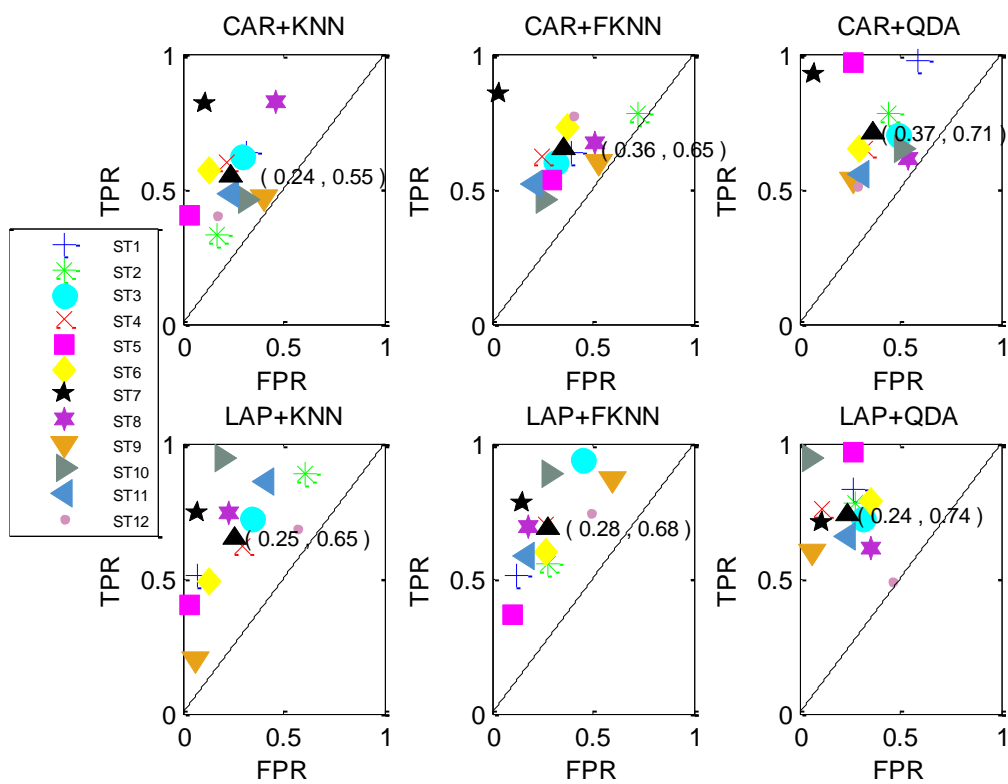 CAR+KNN
1
TPR
0.5
( 0.24 , 0.55 )
0
0 0.5 1
FPR
CAR+FKNN
1
TPR
0.5
( 0.36 , 0.65 )
0
0 0.5 1
FPR
CAR+QDA
1
TPR
0.5
( 0.37 , 0.71 )
0
0 0.5 1
FPR
ST1
ST2
ST3
ST4
ST5
ST6
ST7
ST8
ST9
ST10
ST11
ST12
LAP+KNN
1
TPR
0.5
( 0.25 , 0.65 )
0
0 0.5 1
FPR
LAP+FKNN
1
TPR
0.5
( 0.28 , 0.68 )
0
0 0.5 1
FPR
LAP+QDA
1
TPR
0.5
( 0.24 , 0.74 )
0
0 0.5 1
FPR